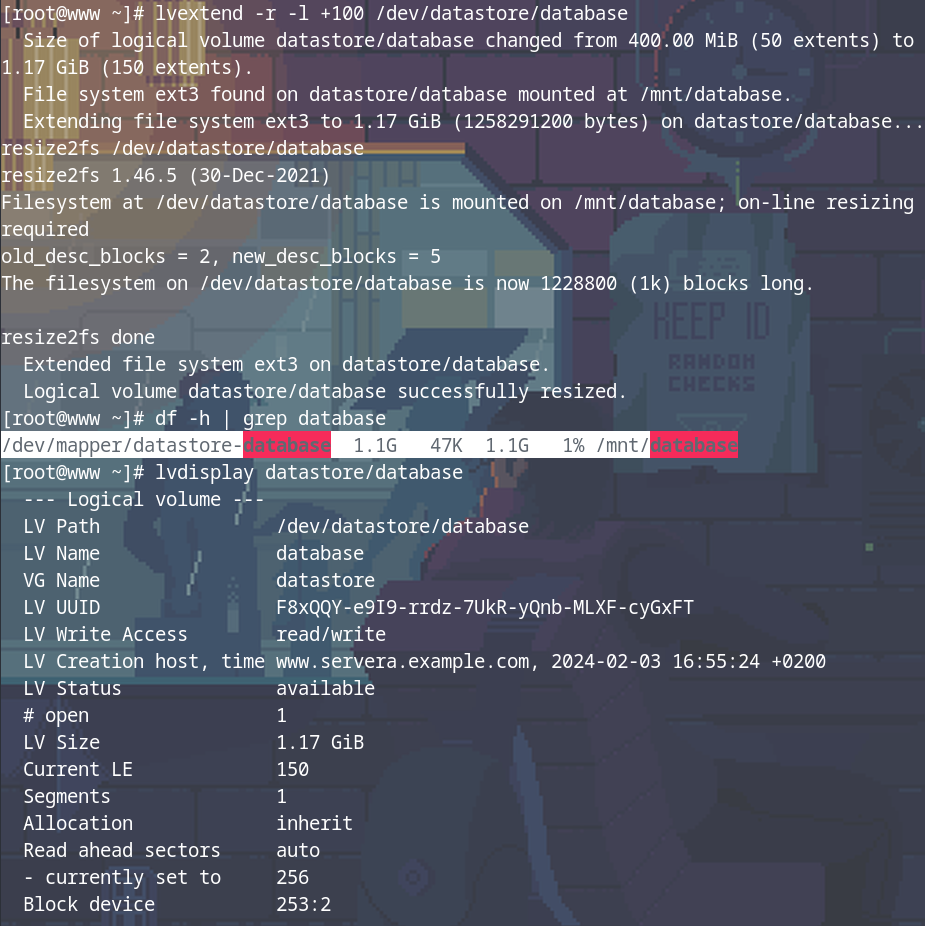 [root@www ~]# lvextend -r -l +100 /dev/datastore/database
  Size of logical volume datastore/database changed from 400.00 MiB (50 extents) to
1.17 GiB (150 extents).
  File system ext3 found on datastore/database mounted at /mnt/database.
  Extending file system ext3 to 1.17 GiB (1258291200 bytes) on datastore/database...
resize2fs /dev/datastore/database
resize2fs 1.46.5 (30-Dec-2021)
Filesystem at /dev/datastore/database is mounted on /mnt/database; on-line resizing
required
old_desc_blocks = 2, new_desc_blocks = 5
The filesystem on /dev/datastore/database is now 1228800 (1k) blocks long.

resize2fs done
  Extended file system ext3 on datastore/database.
  Logical volume datastore/database successfully resized.
[root@www ~]# df -h | grep database
/dev/mapper/datastore-database  1.1G   47K  1.1G   1% /mnt/database
[root@www ~]# lvdisplay datastore/database
  --- Logical volume ---
  LV Path                /dev/datastore/database
  LV Name                database
  VG Name                datastore
  LV UUID                F8xQQY-e9I9-rrdz-7UkR-yQnb-MLXF-cyGxFT
  LV Write Access        read/write
  LV Creation host, time www.servera.example.com, 2024-02-03 16:55:24 +0200
  LV Status              available
  # open                 1
  LV Size                1.17 GiB
  Current LE             150
  Segments               1
  Allocation             inherit
  Read ahead sectors     auto
  - currently set to     256
  Block device           253:2
KEEP ID
RANDOM
CHECKS